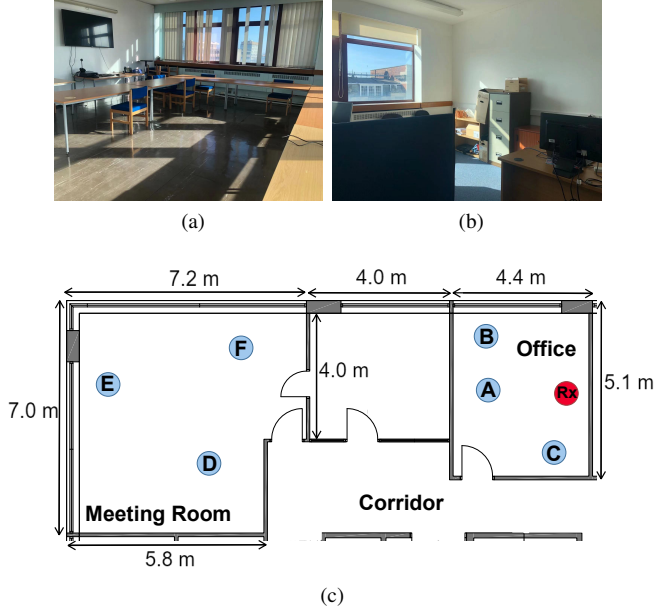 (a)
(b)
7.2 m
4.0 m
4.4 m
B
F
Office
E
4.0 m
A
Rx
5.1 m
7.0 m
D
C
Meeting Room
Corridor
5.8 m
(c)